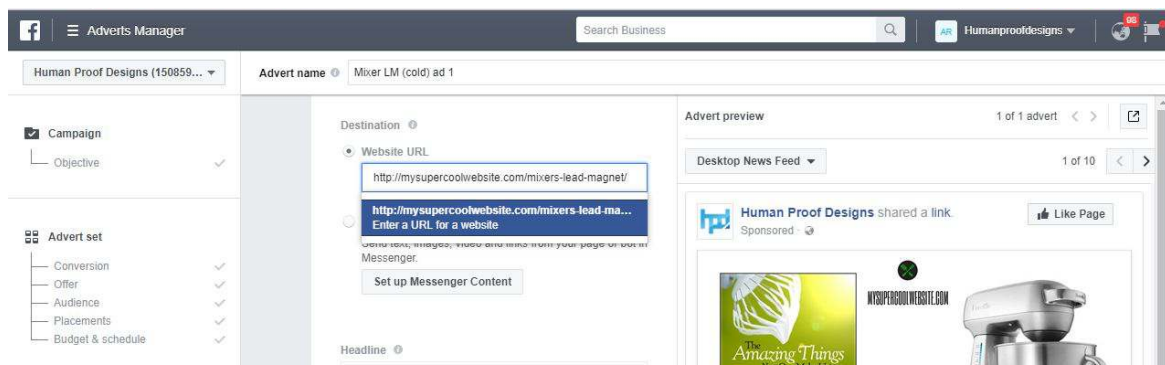 Adverts Manager
Search Business
AR
Humanproofdesigns
98
Human Proof Designs (150859...
Advert name
Mixer LM (cold) ad 1
Campaign
Objective
Advert set
Conversion
Offer
Audience
Placements
Budget & schedule
Destination
Website URL
http://mysupercoolwebsite.com/mixers-lead-magnet/
http://mysupercoolwebsite.com/mixers-lead-ma...
Enter a URL for a website
Send text, images, video and links from your page or bot in
Messenger.
Set up Messenger Content
Headline
Advert preview
1 of 1 advert
Desktop News Feed
1 of 10
hpd
Human Proof Designs shared a link.
Sponsored ·
Like Page
MYSUPERCOOLWEBSITE.COM
The
Amazing Things